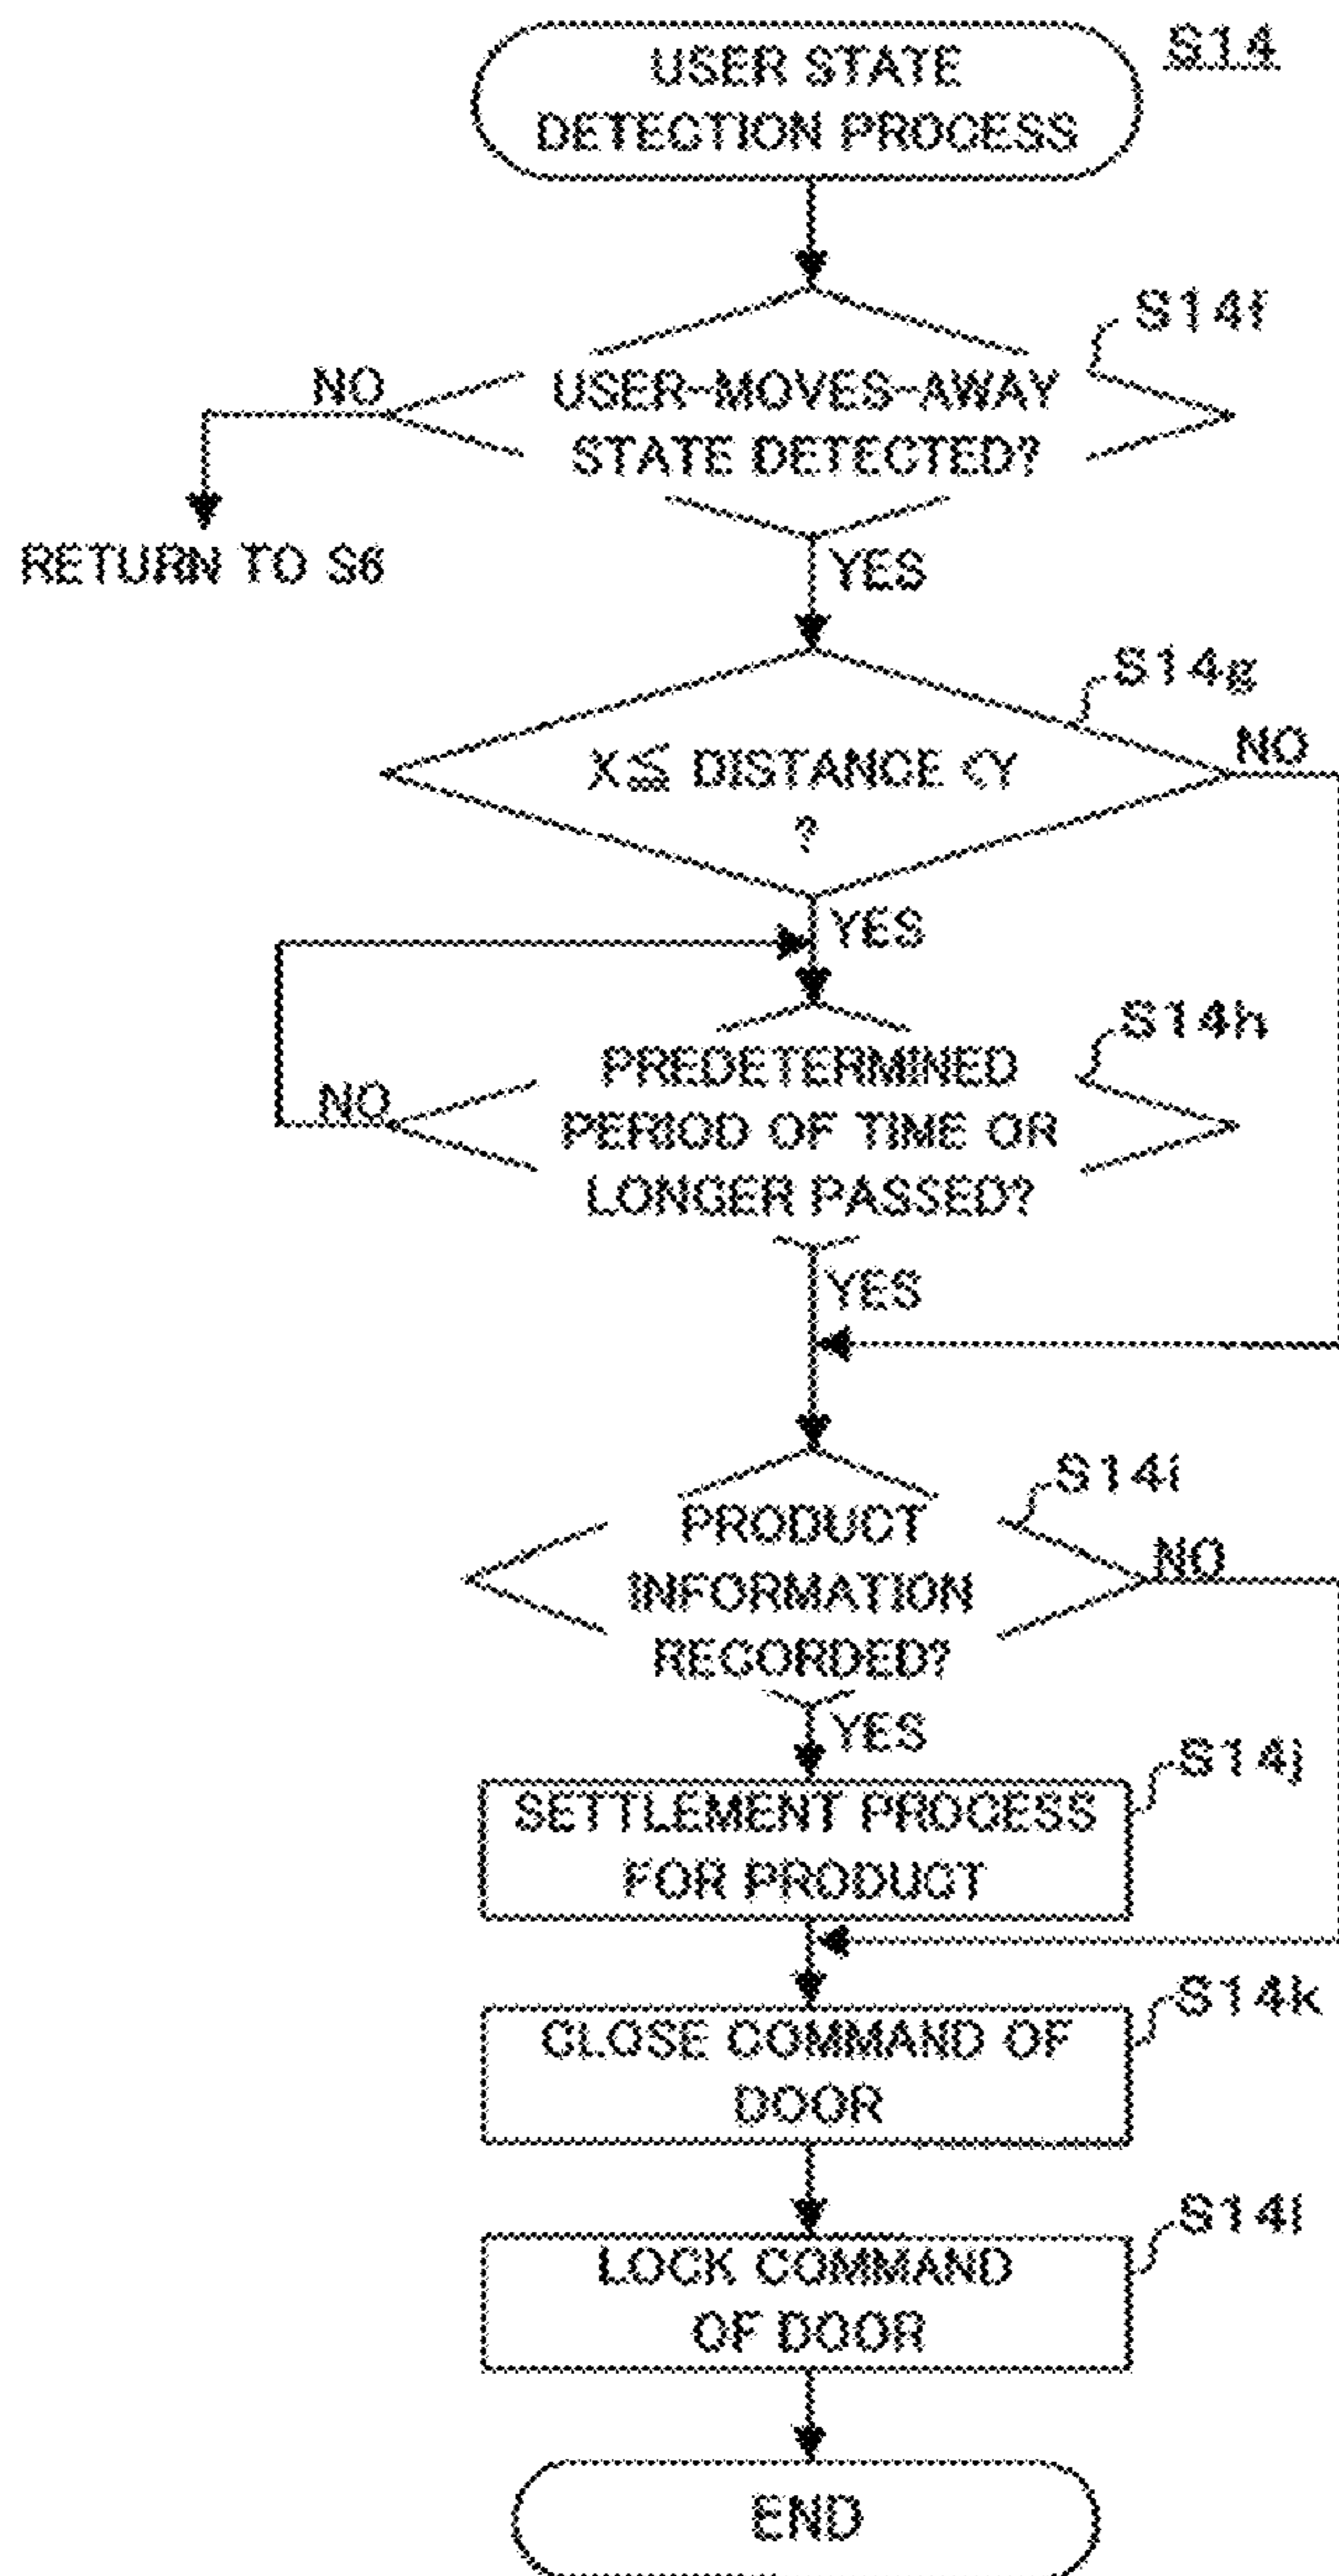 USER STATE
DETECTION PROCESS
S14
S14f
NO
USER-MOVES-AWAY
STATE DETECTED?
RETURN TO S6
YES
S14g
NO
X≦ DISTANCE <Y
?
YES
S14h
NO
PREDETERMINED
PERIOD OF TIME OR
LONGER PASSED?
YES
S14i
NO
PRODUCT
INFORMATION
RECORDED?
YES
S14j
SETTLEMENT PROCESS
FOR PRODUCT
S14k
CLOSE COMMAND OF
DOOR
S14l
LOCK COMMAND
OF DOOR
END